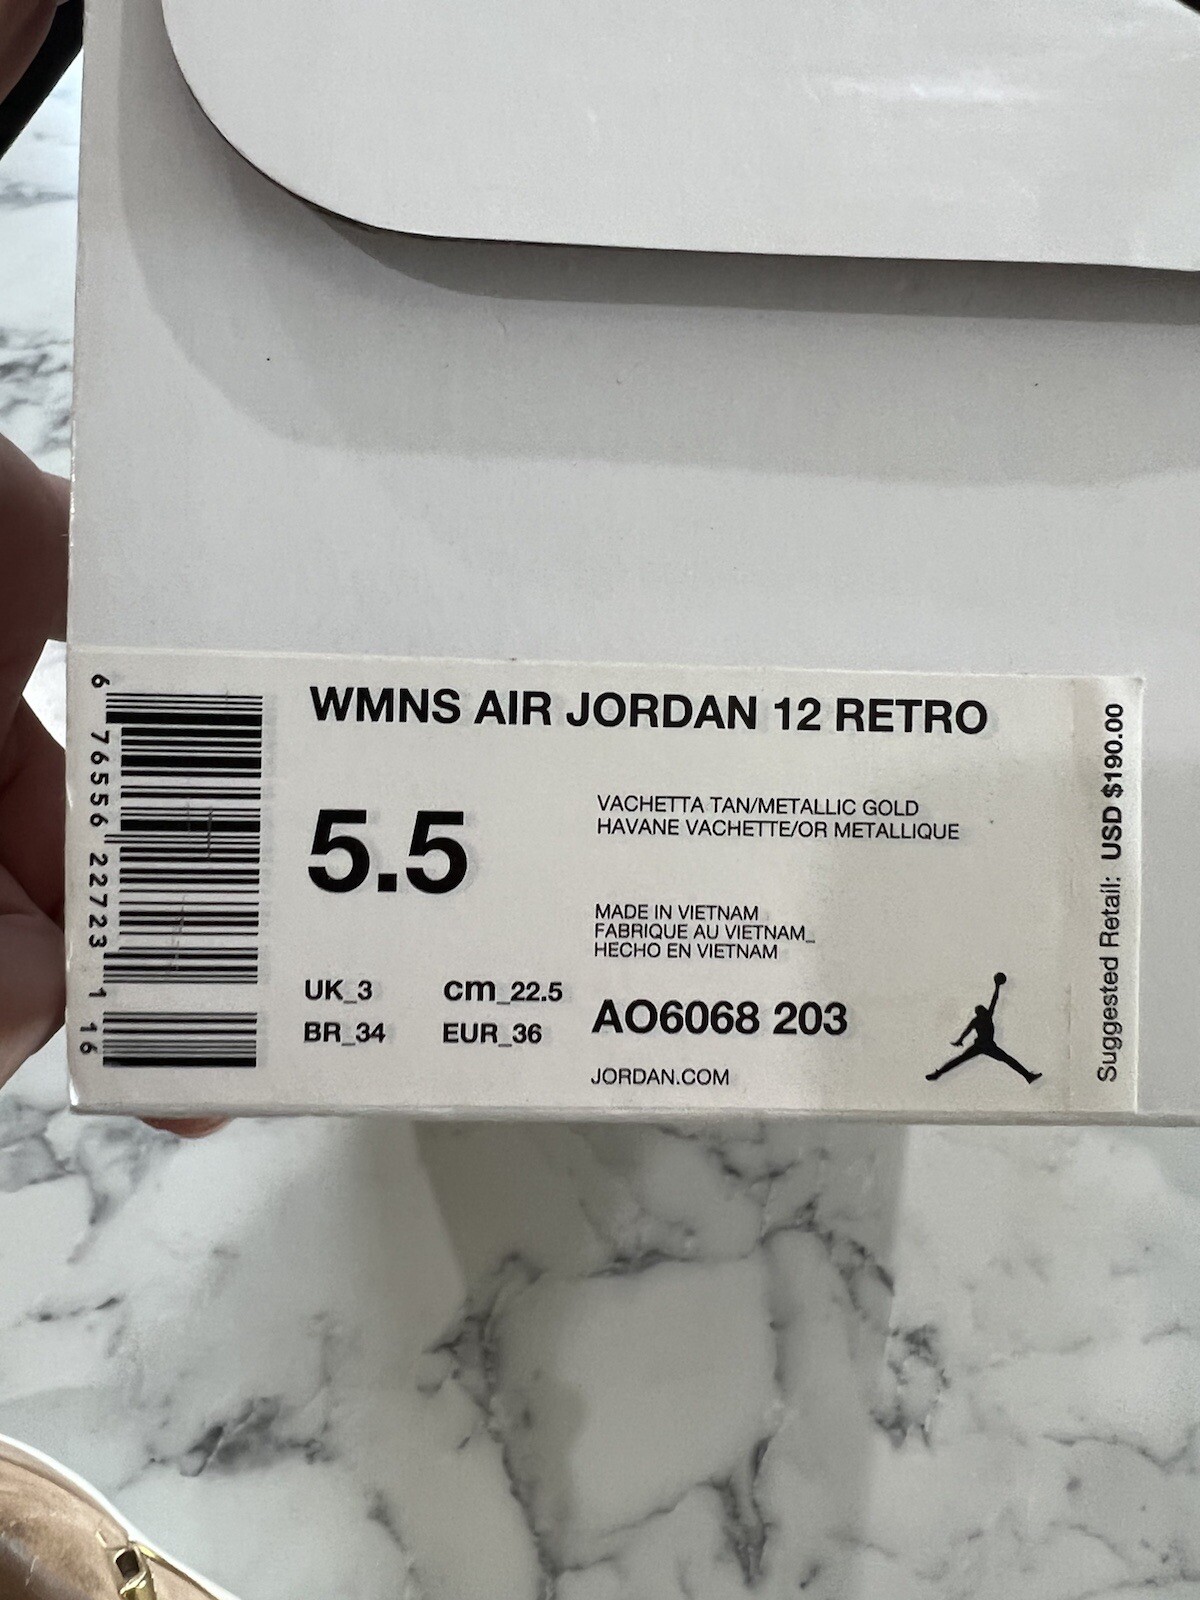 WMNS AIR JORDAN 12 RETRO
5.5
VACHETTA TAN/METALLIC GOLD
HAVANE VACHETTE/OR METALLIQUE
MADE IN VIETNAM
FABRIQUE AU VIETNAM_
HECHO EN VIETNAM
UK_3 cm_22.5
BR_34 EUR_36
AO6068 203
JORDAN.COM
Suggested Retail: USD $190.00
6 76556 22723 1 16